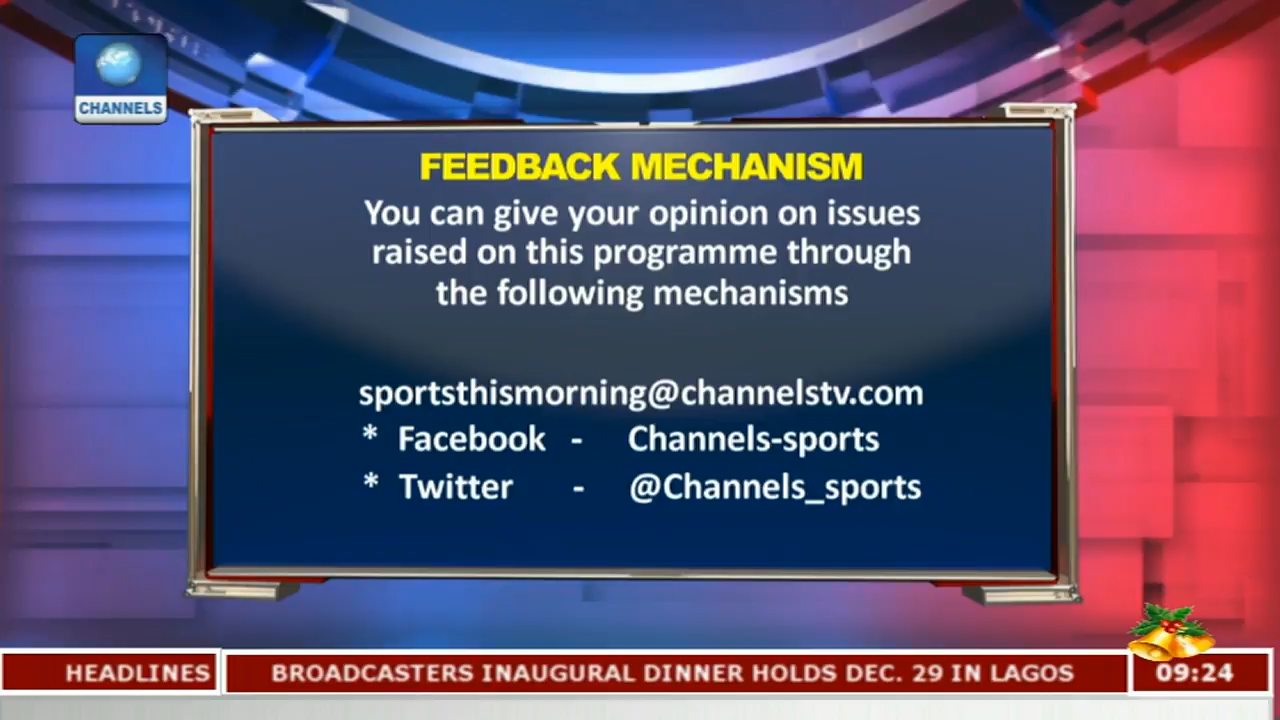 CHANNELS
FEEDBACK MECHANISM
You can give your opinion on issues
raised on this programme through
the following mechanisms
sportsthismorning@channelstv.com
* Facebook - Channels-sports
* Twitter - @Channels_sports
HEADLINES
BROADCASTERS INAUGURAL DINNER HOLDS DEC. 29 IN LAGOS
09:24